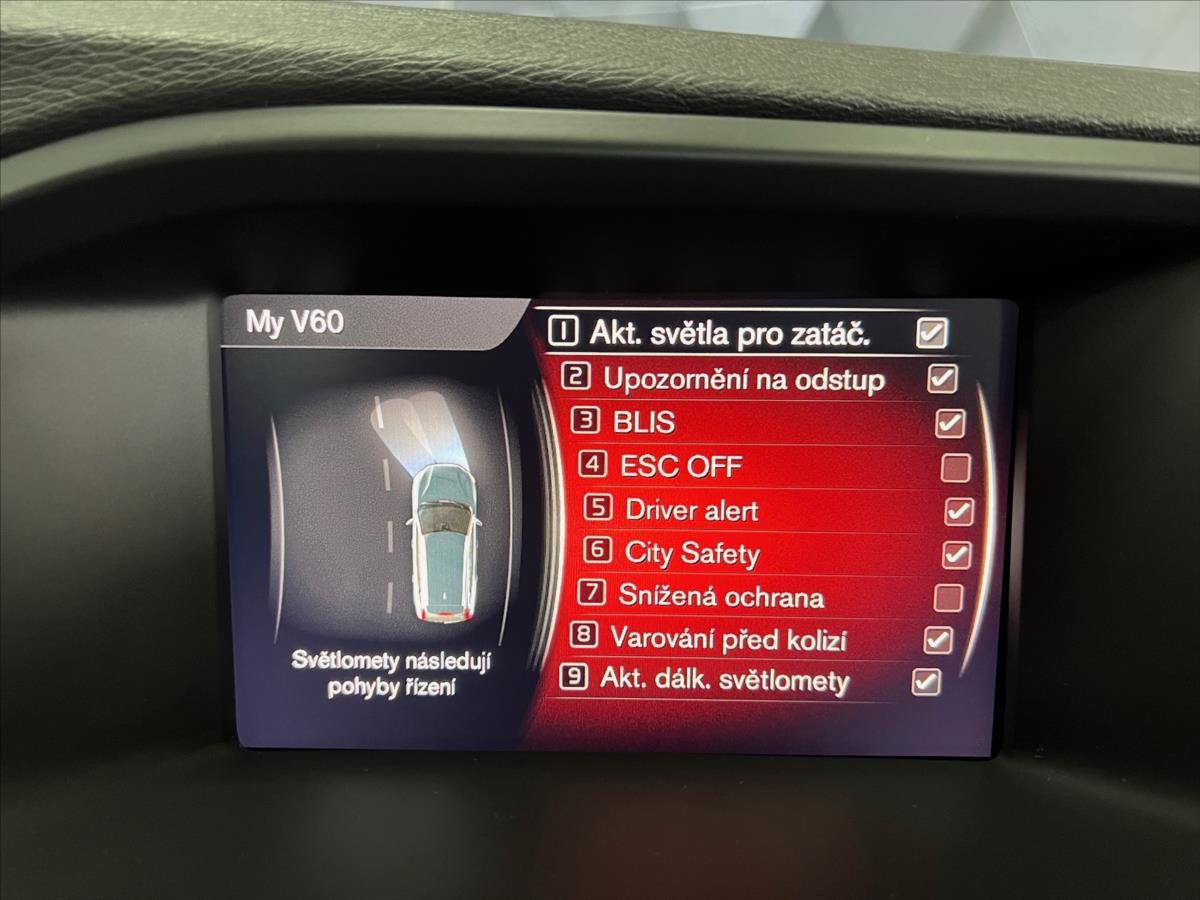 My V60
1 Akt. světla pro zatáč.
2 Upozornění na odstup
3 BLIS
4 ESC OFF
5 Driver alert
6 City Safety
7 Snížená ochrana
8 Varování před kolizí
9 Akt. dálk. světlomety
Světlomety následují
pohyby řízení